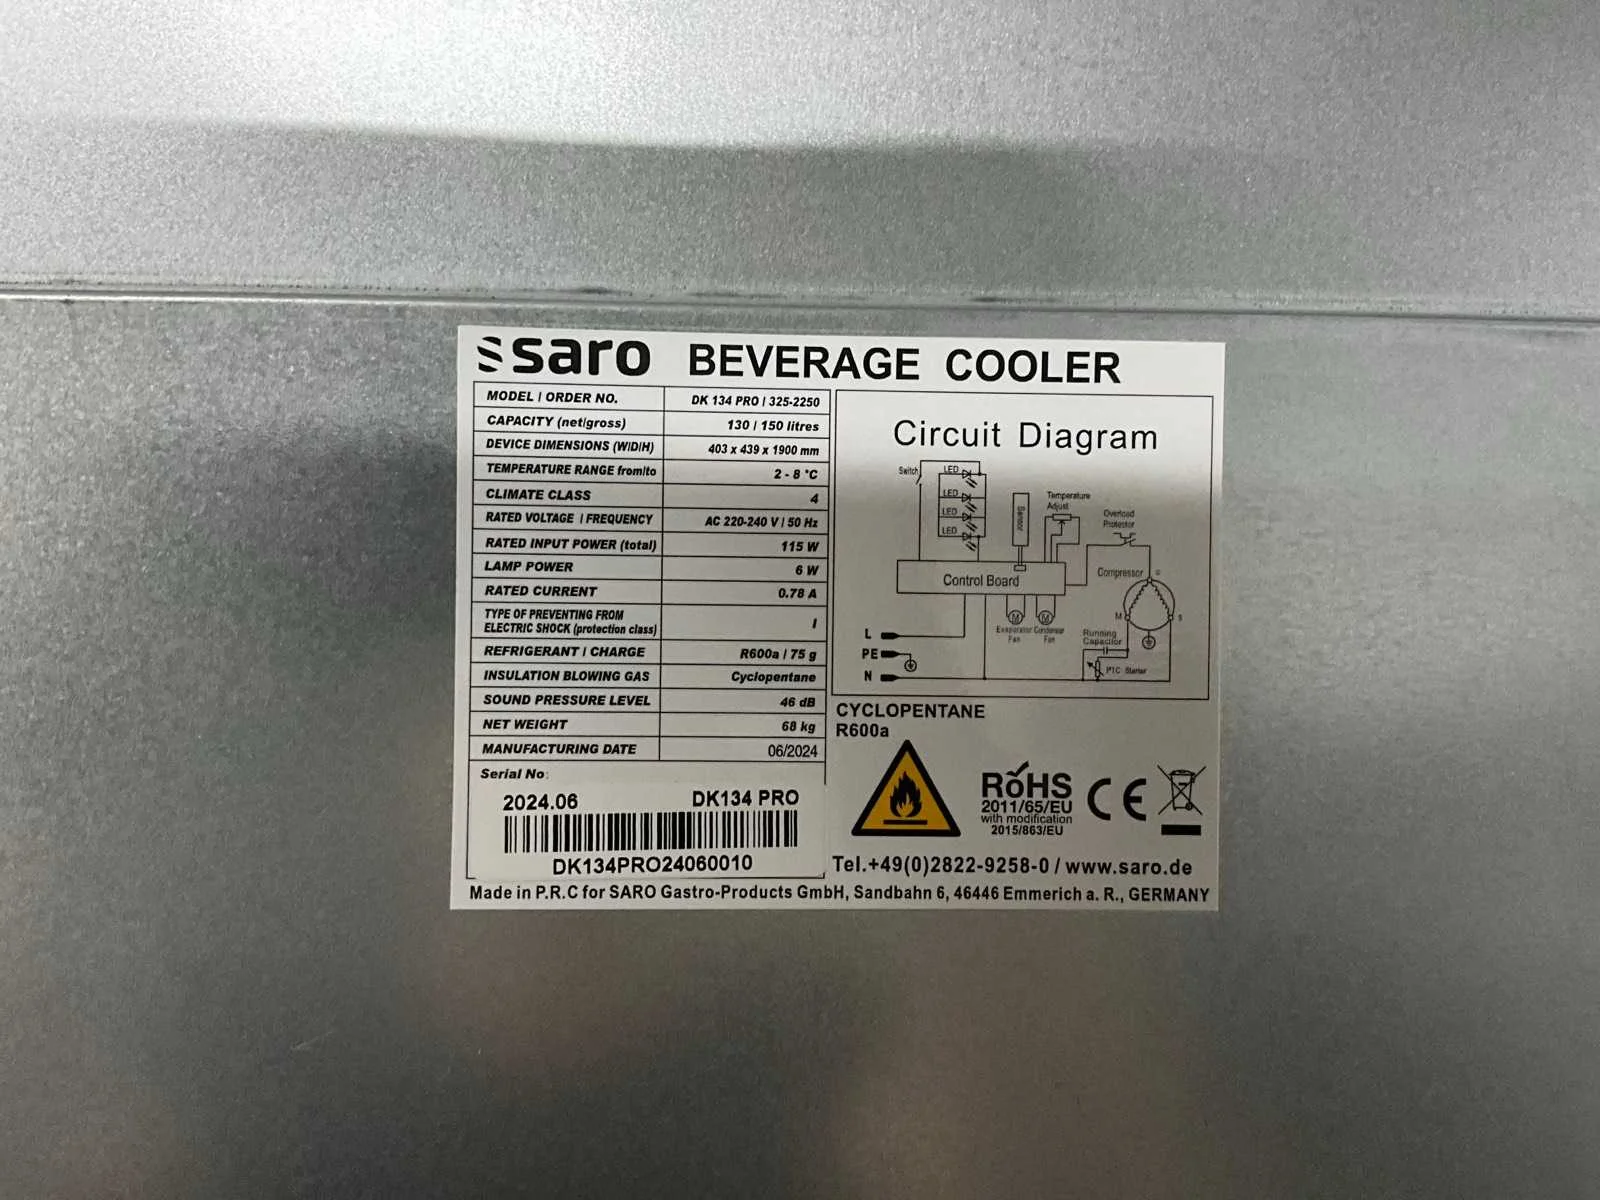 saro BEVERAGE COOLER
MODEL / ORDER NO. DK 134 PRO / 325-2250
CAPACITY (net/gross) 130 / 150 litres
DEVICE DIMENSIONS (W/D/H) 403 x 439 x 1900 mm
TEMPERATURE RANGE from/to 2 - 8 °C
CLIMATE CLASS 4
RATED VOLTAGE / FREQUENCY AC 220-240 V / 50 Hz
RATED INPUT POWER (total) 115 W
LAMP POWER 6 W
RATED CURRENT 0.78 A
TYPE OF PREVENTING FROM
ELECTRIC SHOCK (protection class) I
REFRIGERANT / CHARGE R600a / 75 g
INSULATION BLOWING GAS Cyclopentane
SOUND PRESSURE LEVEL 46 dB
NET WEIGHT 68 kg
MANUFACTURING DATE 06/2024
Serial No:
2024.06 DK134 PRO
DK134PRO24060010
Circuit Diagram
Switch
LED
LED
LED
LED
Sensor
Temperature
Adjust
Overload
Protector
Control Board
Compressor
M
S
M
M
Evaporator
Fan
Condenser
Fan
Running
Capacitor
PTC Starter
L
PE
N
CYCLOPENTANE
R600a
RoHS
2011/65/EU
with modification
2015/863/EU
CE
Tel.+49(0)2822-9258-0 / www.saro.de
Made in P.R.C for SARO Gastro-Products GmbH, Sandbahn 6, 46446 Emmerich a. R., GERMANY